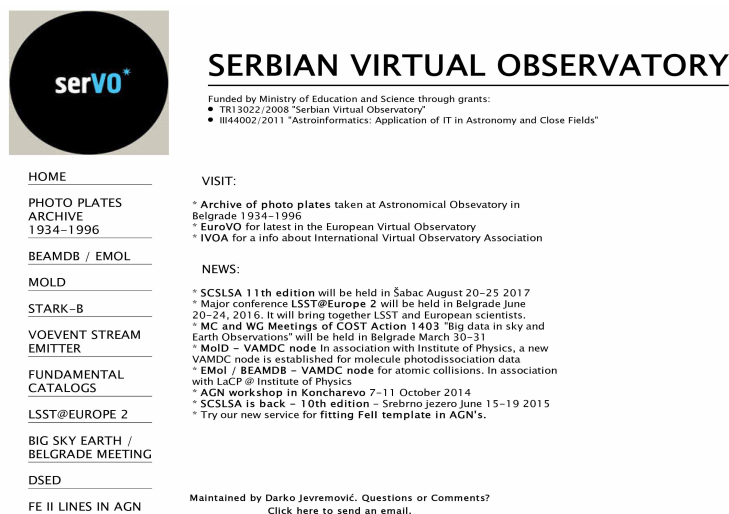 serVO*
SERBIAN VIRTUAL OBSERVATORY
Funded by Ministry of Education and Science through grants:
● TR13022/2008 "Serbian Virtual Observatory"
● III44002/2011 "Astroinformatics: Application of IT in Astronomy and Close Fields"
HOME
PHOTO PLATES
ARCHIVE
1934-1996
BEAMDB / EMOL
MOLD
STARK-B
VOEVENT STREAM
EMITTER
FUNDAMENTAL
CATALOGS
LSST@EUROPE 2
BIG SKY EARTH /
BELGRADE MEETING
DSED
FE II LINES IN AGN
VISIT:
* Archive of photo plates taken at Astronomical Obsevatory in
Belgrade 1934-1996
* EuroVO for latest in the European Virtual Observatory
* IVOA for a info about International Virtual Observatory Association
NEWS:
* SCSLSA 11th edition will be held in Šabac August 20-25 2017
* Major conference LSST@Europe 2 will be held in Belgrade June
20-24, 2016. It will bring together LSST and European scientists.
* MC and WG Meetings of COST Action 1403 "Big data in sky and
Earth Observations" will be held in Belgrade March 30-31
* MolD - VAMDC node In association with Institute of Physics, a new
VAMDC node is established for molecule photodissociation data
* EMol / BEAMDB - VAMDC node for atomic collisions. In association
with LaCP @ Institute of Physics
* AGN workshop in Koncharevo 7-11 October 2014
* SCSLSA is back - 10th edition - Srebrno jezero June 15-19 2015
* Try our new service for fitting FeII template in AGN's.
Maintained by Darko Jevremović. Questions or Comments?
Click here to send an email.